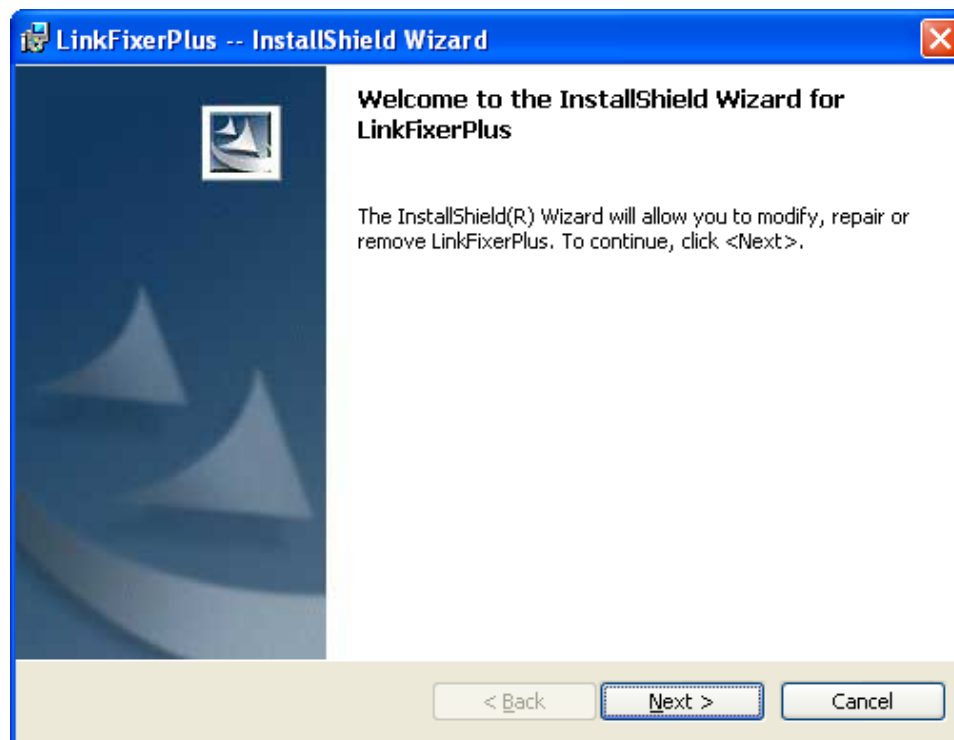 LinkFixerPlus -- InstallShield Wizard
Welcome to the InstallShield Wizard for
LinkFixerPlus
The InstallShield(R) Wizard will allow you to modify, repair or
remove LinkFixerPlus. To continue, click <Next>.
< Back
Next >
Cancel